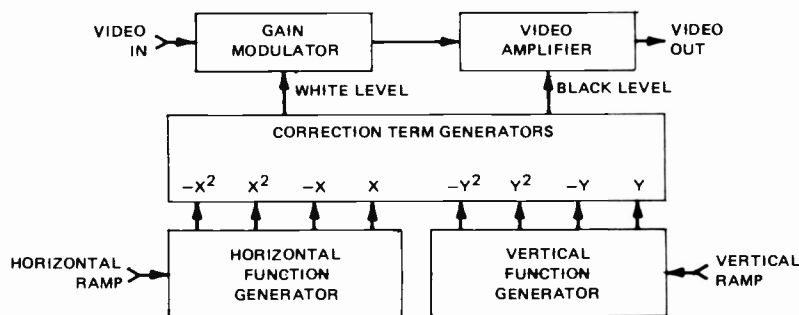 VIDEO IN
GAIN MODULATOR
VIDEO AMPLIFIER
VIDEO OUT
WHITE LEVEL
BLACK LEVEL
CORRECTION TERM GENERATORS
-X² X² -X X -Y² Y² -Y Y
HORIZONTAL RAMP
HORIZONTAL FUNCTION GENERATOR
VERTICAL FUNCTION GENERATOR
VERTICAL RAMP